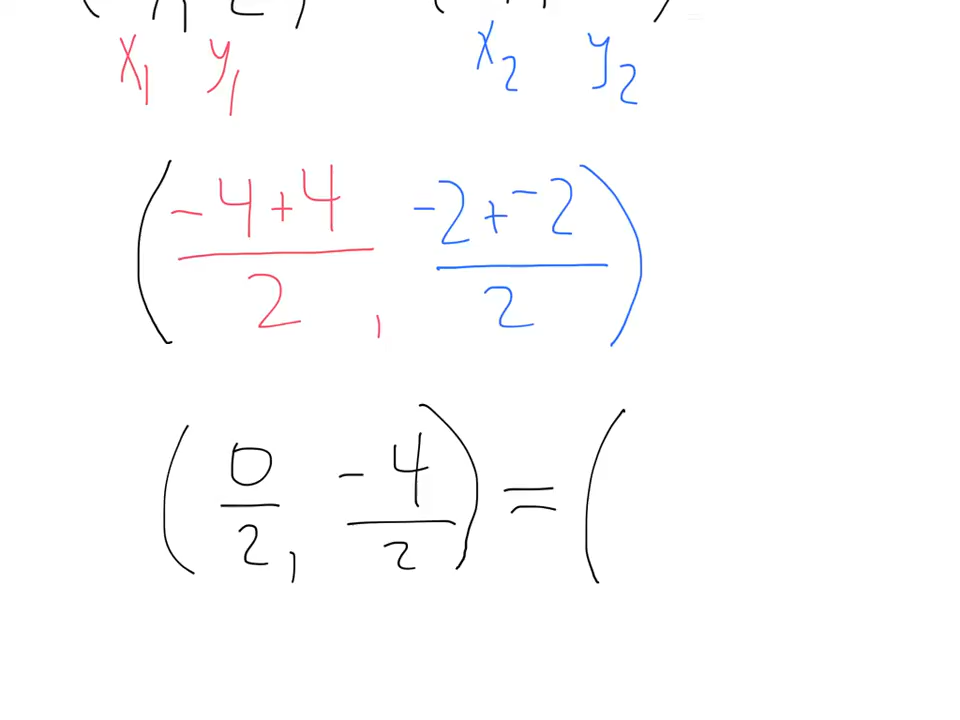 x₁ y₁ x₂ y₂
(-4+4/2, -2+-2/2)
(0/2, -4/2) = (